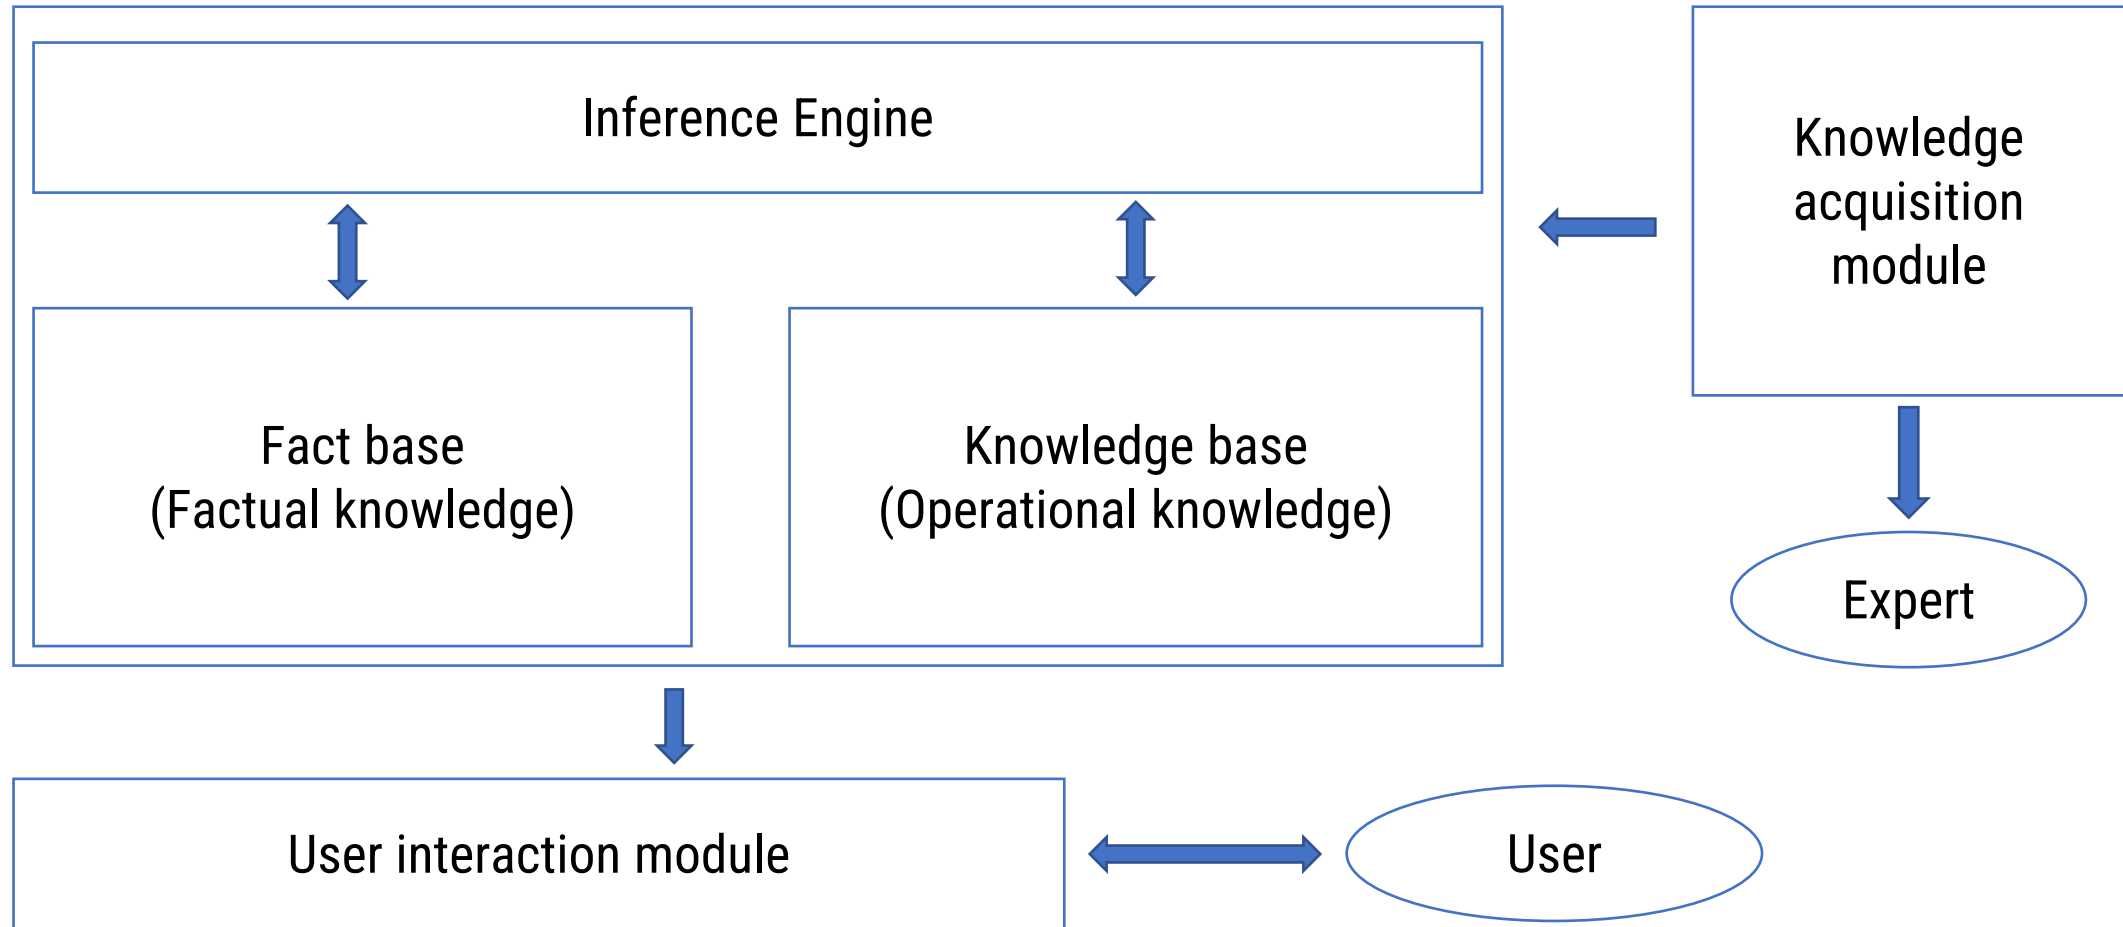 Inference Engine
Knowledge
acquisition
module
Fact base
(Factual knowledge)
Knowledge base
(Operational knowledge)
Expert
User interaction module
User